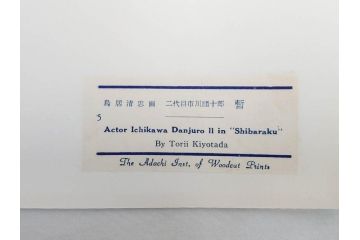 鳥居清忠画 二代目市川団十郎 暫
5
Actor Ichikawa Danjuro II in "Shibaraku"
By Torii Kiyotada
The Adachi Inst. of Woodcut Prints